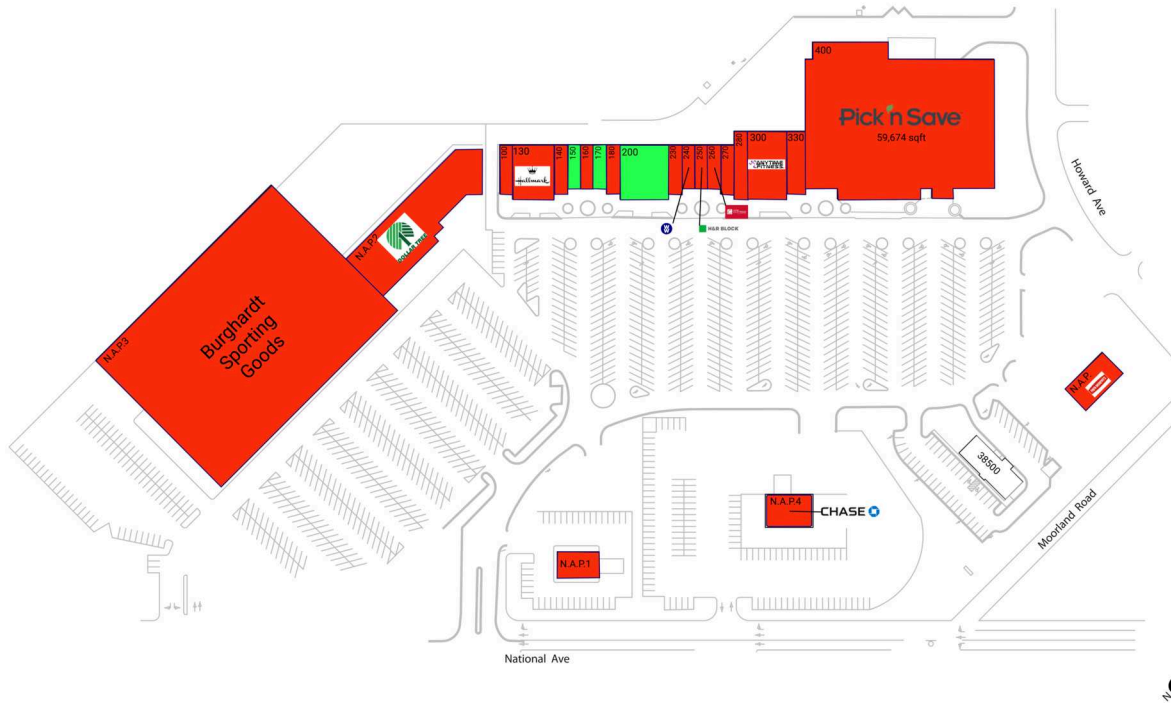 400
Pick'n Save
59,674 sqft
100
130
Hallmark
140
150
160
170
180
200
230
240
250
260
270
280
300
ANYTIME
FITNESS
330
H&R BLOCK
Howard Ave
N.A.P.2
DOLLAR TREE
N.A.P.3
Burghardt
Sporting
Goods
N.A.P
38500
Moorland Road
N.A.P.4
CHASE
N.A.P.1
National Ave
N